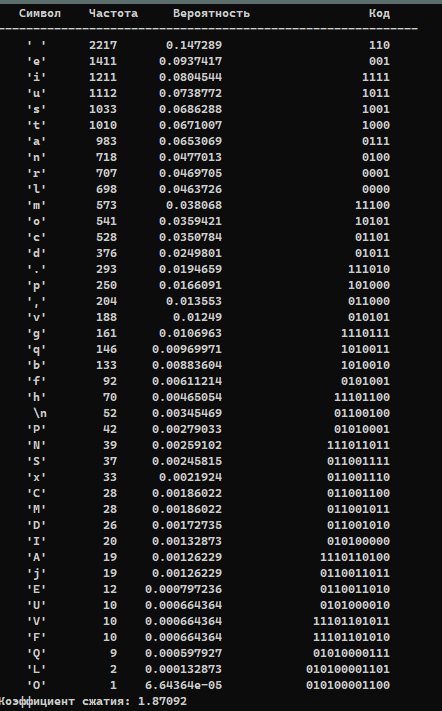 Символ Частота Вероятность Код
' ' 2217 0.147289 110
'e' 1411 0.0937417 001
'i' 1211 0.0804544 1111
'u' 1112 0.0738772 1011
's' 1033 0.0686288 1001
't' 1010 0.0671007 1000
'a' 983 0.0653069 0111
'n' 718 0.0477013 0100
'r' 707 0.0469705 0001
'l' 698 0.0463726 0000
'm' 573 0.038068 11100
'o' 541 0.0359421 10101
'c' 528 0.0350784 01101
'd' 376 0.0249801 01011
'.' 293 0.0194659 111010
'p' 250 0.0166091 101000
',' 204 0.013553 011000
'v' 188 0.01249 010101
'g' 161 0.0106963 1110111
'q' 146 0.00969971 1010011
'b' 133 0.00883604 1010010
'f' 92 0.00611214 0101001
'h' 70 0.00465054 11101100
\n 52 0.00345469 01100100
'P' 42 0.00279033 01010001
'N' 39 0.00259102 111011011
'S' 37 0.00245815 011001111
'x' 33 0.0021924 011001110
'C' 28 0.00186022 011001100
'M' 28 0.00186022 011001011
'D' 26 0.00172735 011001010
'I' 20 0.00132873 010100000
'A' 19 0.00126229 1110110100
'j' 19 0.00126229 0110011011
'E' 12 0.000797236 0110011010
'U' 10 0.000664364 0101000010
'V' 10 0.000664364 11101101011
'F' 10 0.000664364 11101101010
'Q' 9 0.000597927 01010000111
'L' 2 0.000132873 010100001101
'O' 1 6.64364e-05 010100001100
Коэффициент сжатия: 1.87092